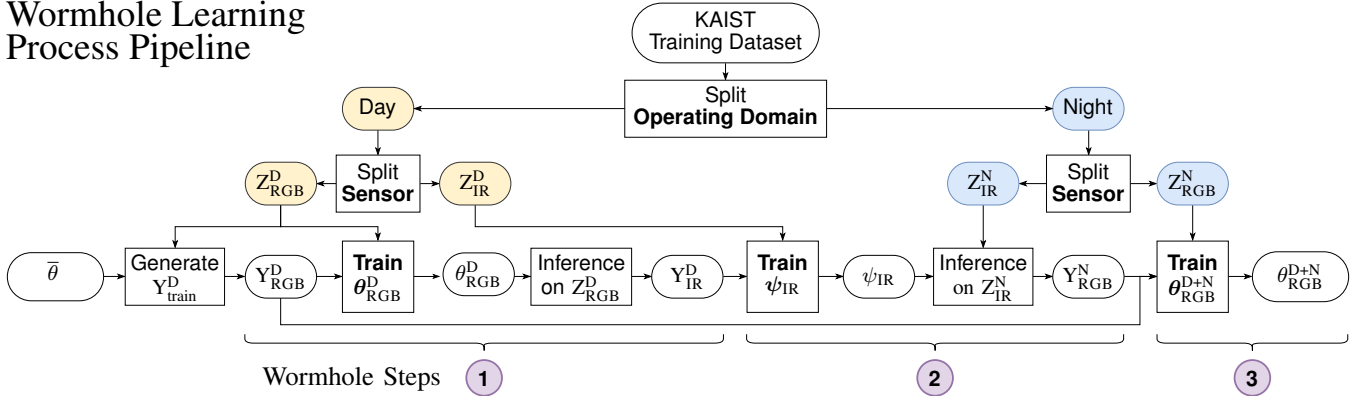 Wormhole Learning
Process Pipeline
KAIST
Training Dataset
Split
Operating Domain
Day
Night
Split
Sensor
Z^D_RGB
Z^D_IR
Split
Sensor
Z^N_IR
Z^N_RGB
θ̅
Generate
Y^D_train
Y^D_RGB
Train
θ^D_RGB
θ^D_RGB
Inference
on Z^D_RGB
Y^D_IR
Train
ψ_IR
ψ_IR
Inference
on Z^N_IR
Y^N_RGB
Train
θ^D+N_RGB
θ^D+N_RGB
Wormhole Steps
1
2
3